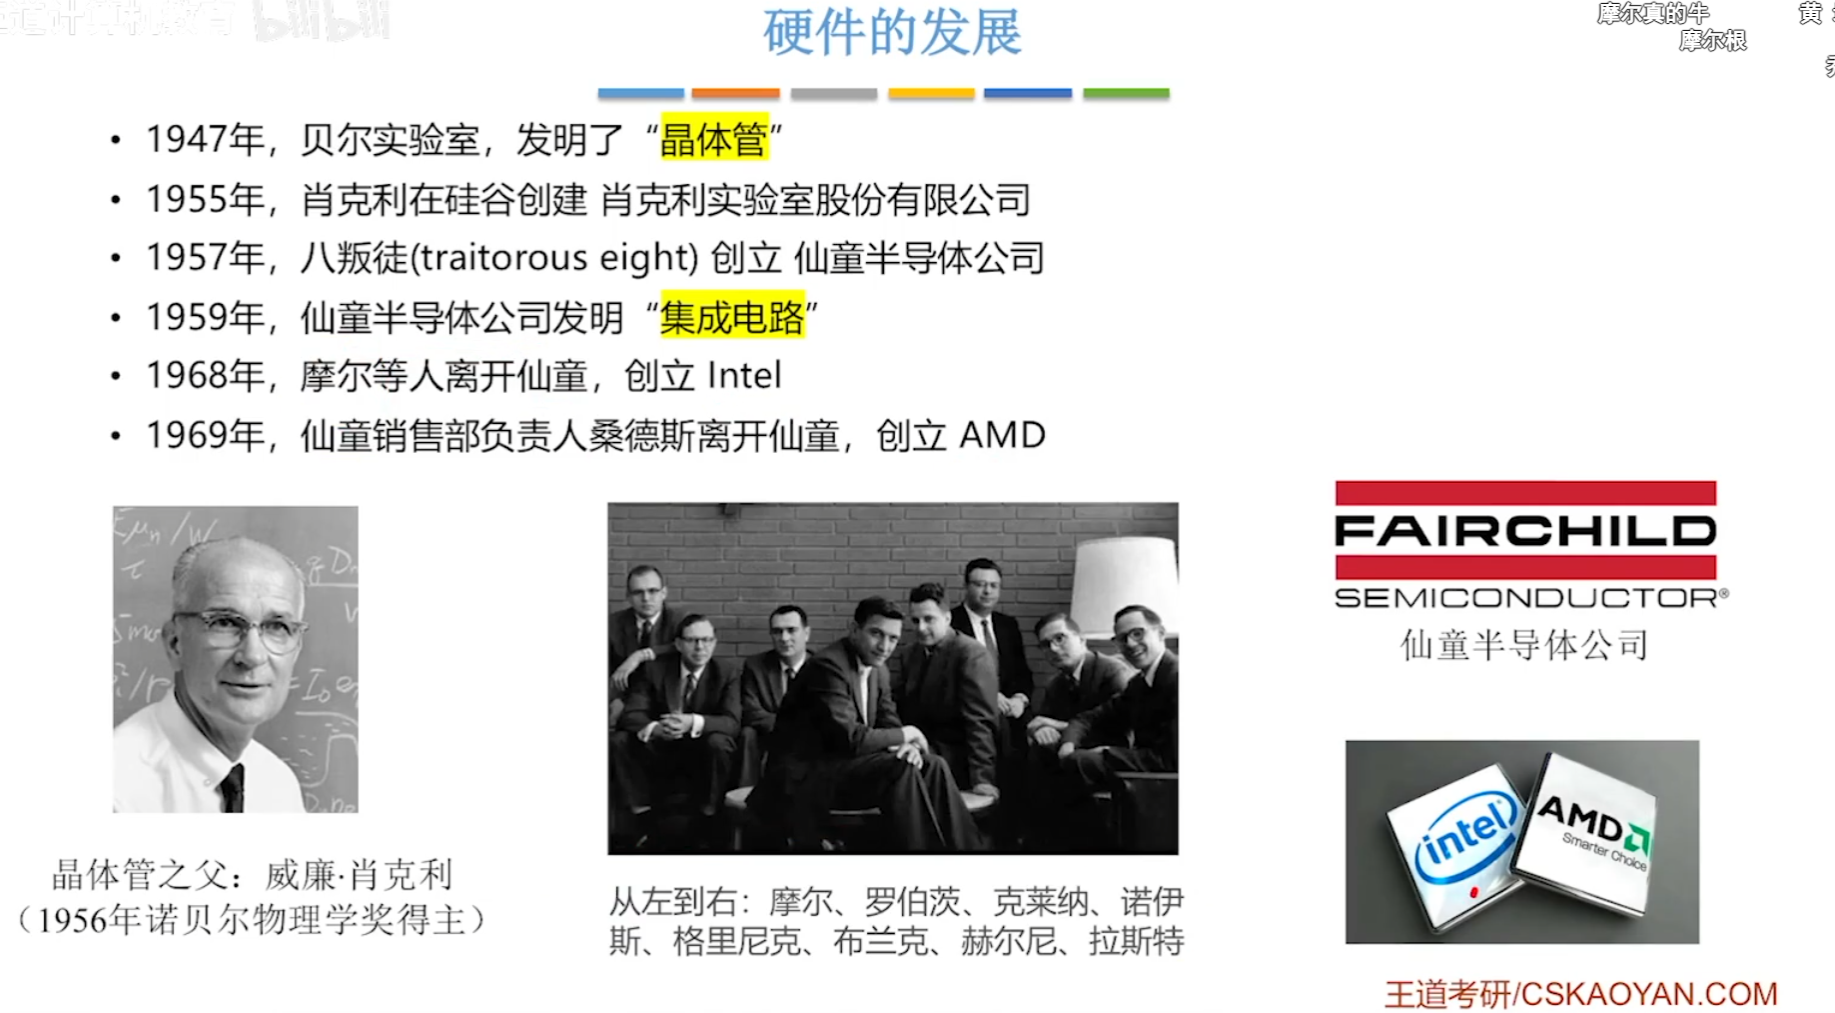 道计算机教育 bilibili
硬件的发展
摩尔真的牛
黄
摩尔根
• 1947年，贝尔实验室，发明了“晶体管”
• 1955年，肖克利在硅谷创建 肖克利实验室股份有限公司
• 1957年，八叛徒(traitorous eight) 创立 仙童半导体公司
• 1959年，仙童半导体公司发明“集成电路”
• 1968年，摩尔等人离开仙童，创立 Intel
• 1969年，仙童销售部负责人桑德斯离开仙童，创立 AMD
晶体管之父：威廉·肖克利
（1956年诺贝尔物理学奖得主）
从左到右：摩尔、罗伯茨、克莱纳、诺伊
斯、格里尼克、布兰克、赫尔尼、拉斯特
FAIRCHILD
SEMICONDUCTOR®
仙童半导体公司
intel
AMD
Smarter Choice
王道考研/CSKAOYAN.COM